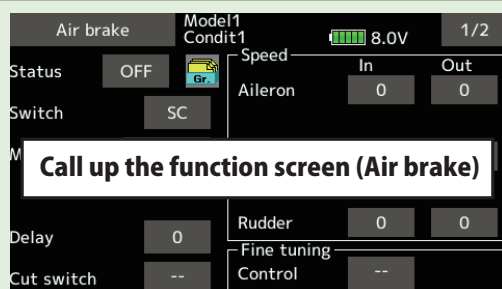 Air brake
Model1
Condit1
8.0V
1/2
Status OFF Gr.
Speed
In Out
Aileron 0 0
Switch SC
M
Call up the function screen (Air brake)
Rudder 0 0
Delay 0
Fine tuning
Cut switch --
Control --